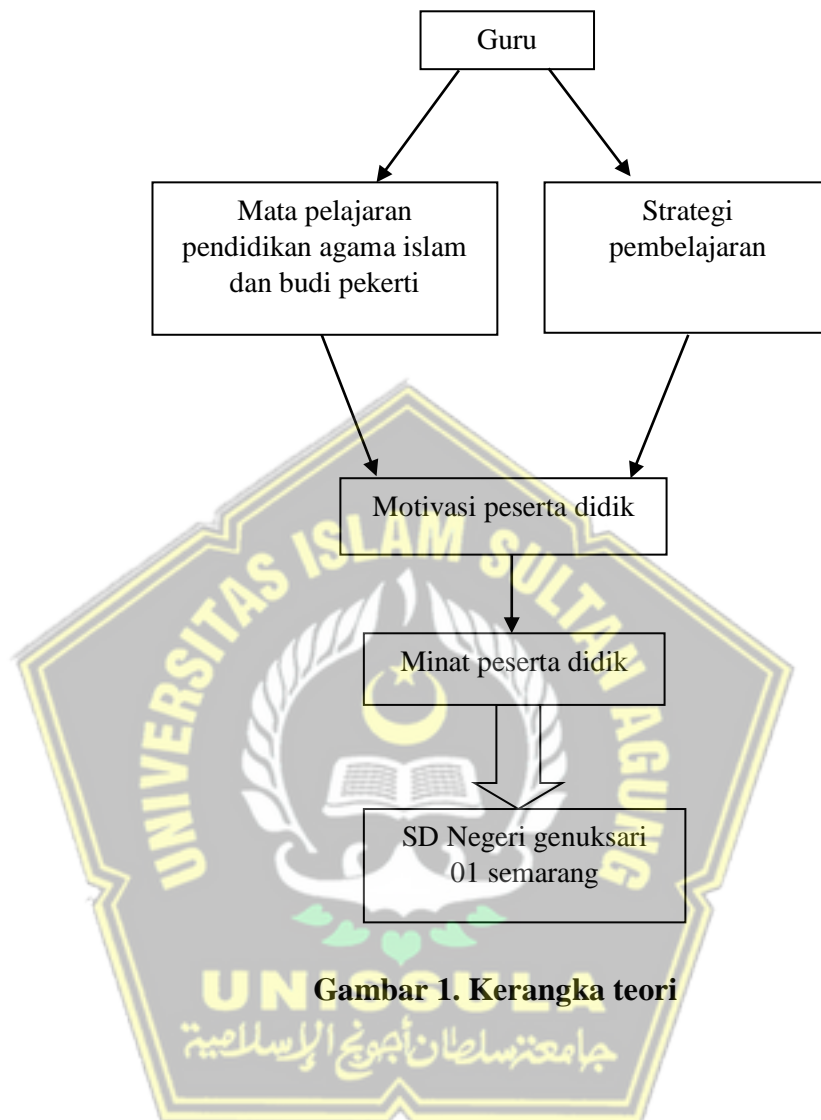 Guru
Mata pelajaran
pendidikan agama islam
dan budi pekerti
Strategi
pembelajaran
Motivasi peserta didik
UNIVERSITAS ISLAM SULTAN AGUNG
Minat peserta didik
SD Negeri genuksari
01 semarang
UNISSULA
Gambar 1. Kerangka teori
جامعة سلطان أجونج الإسلامية